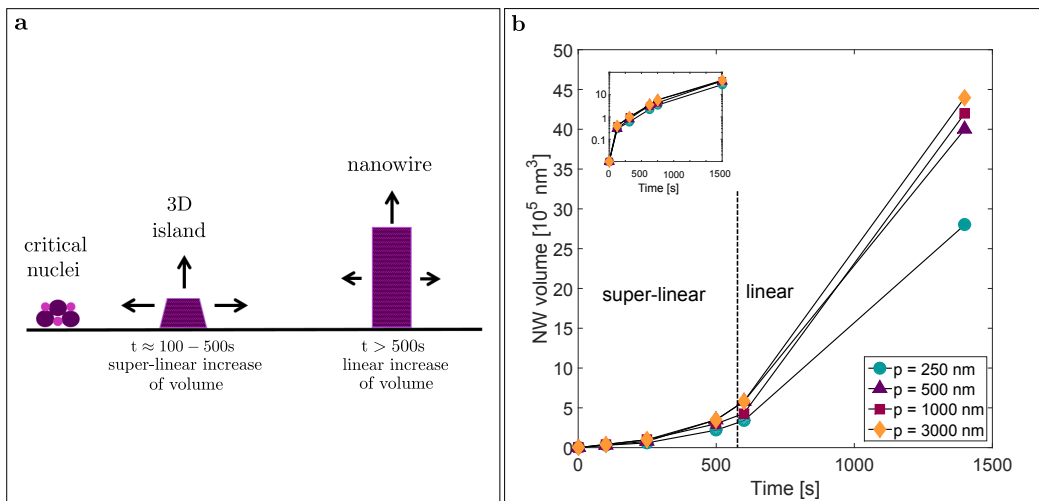 a
critical
nuclei
3D
island
nanowire
t ≈ 100 − 500s
super-linear increase
of volume
t > 500s
linear increase
of volume
b
NW volume [10⁵ nm³]
50
45
40
35
30
25
20
15
10
5
0
10
1
0.1
0 500 1000 1500
Time [s]
super-linear
linear
p = 250 nm
p = 500 nm
p = 1000 nm
p = 3000 nm
0 500 1000 1500
Time [s]